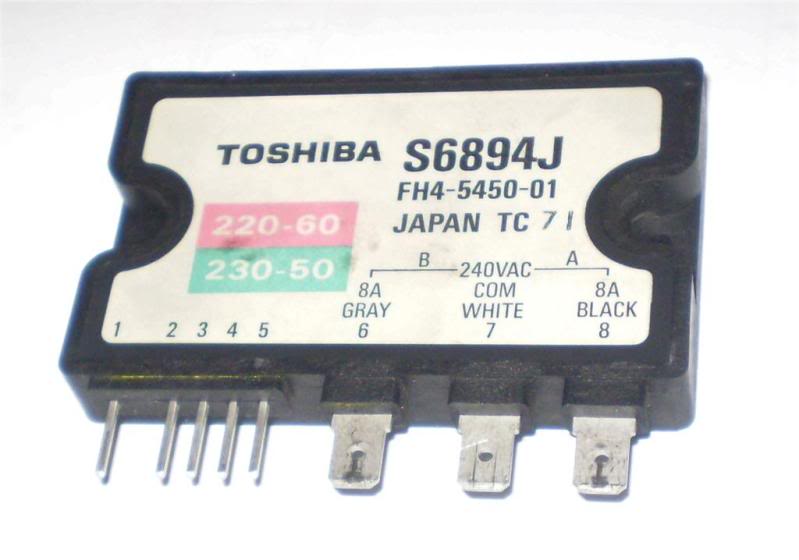 TOSHIBA S6894J
FH4-5450-01
JAPAN TC 71
220-60
230-50
B 240VAC A
8A COM 8A
GRAY WHITE BLACK
1 2 3 4 5 6 7 8